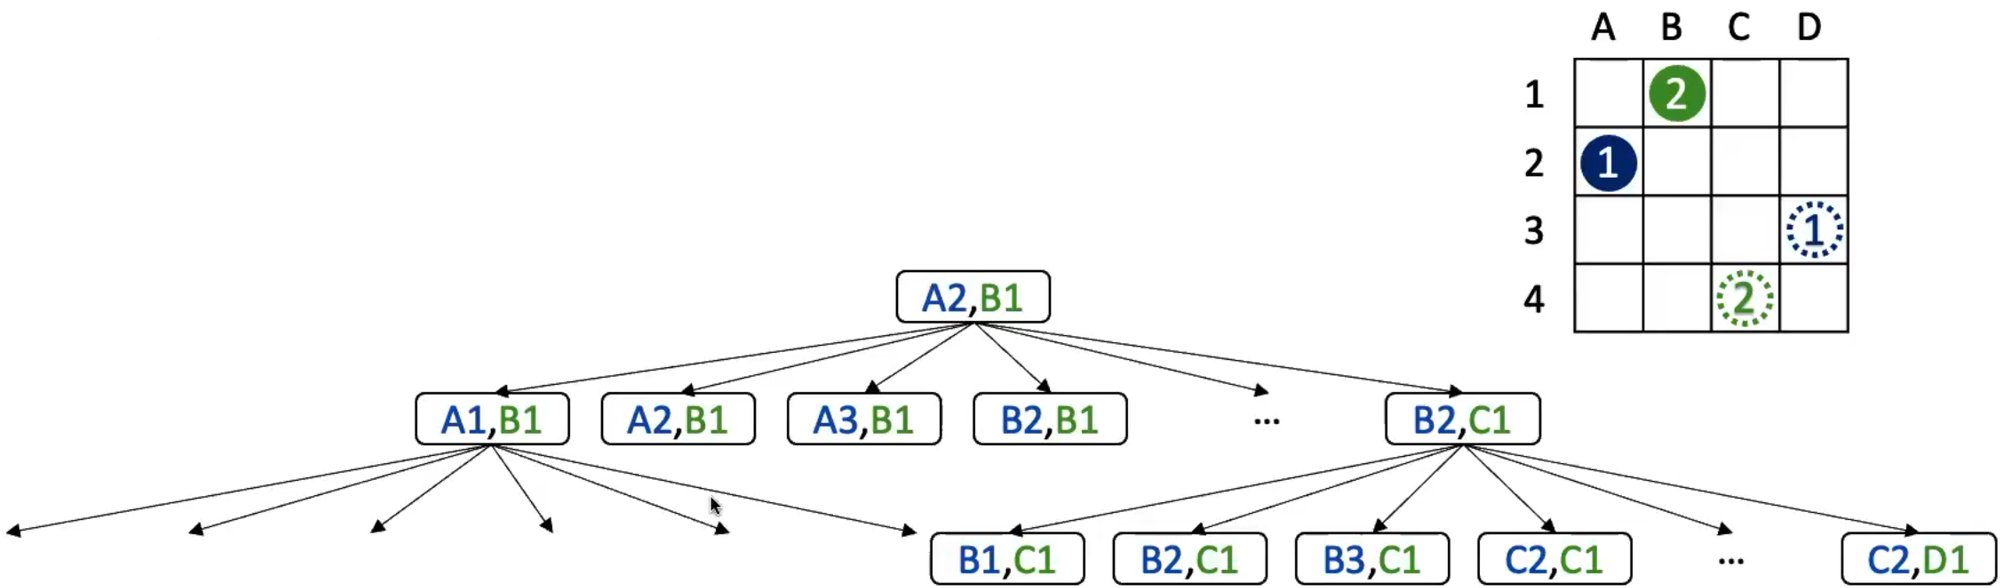 A B C D
1 2
2 1
3 1
4 2
A2,B1
A1,B1 A2,B1 A3,B1 B2,B1 ... B2,C1
B1,C1 B2,C1 B3,C1 C2,C1 ... C2,D1